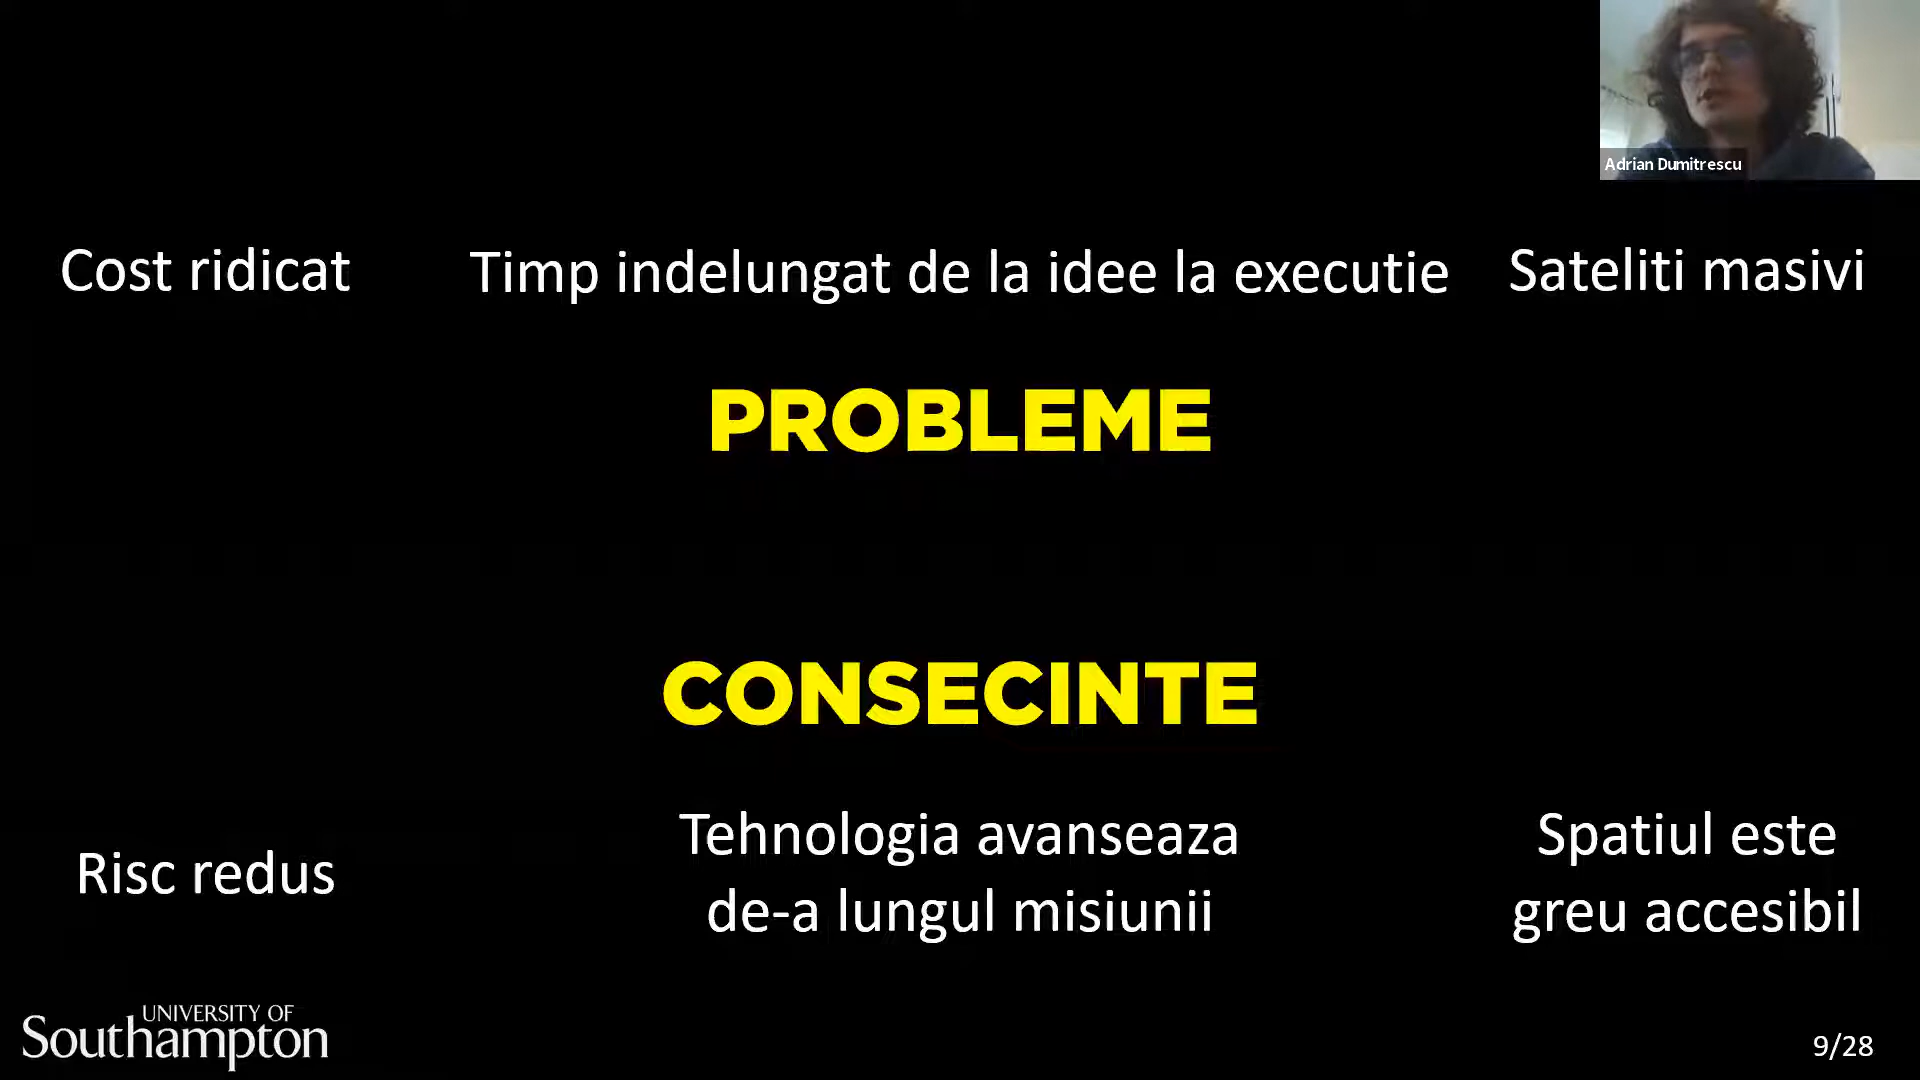 Adrian Dumitrescu
Cost ridicat
Timp indelungat de la idee la executie
Sateliti masivi
PROBLEME
CONSECINTE
Risc redus
Tehnologia avanseaza
de-a lungul misiunii
Spatiul este
greu accesibil
UNIVERSITY OF
Southampton
9/28